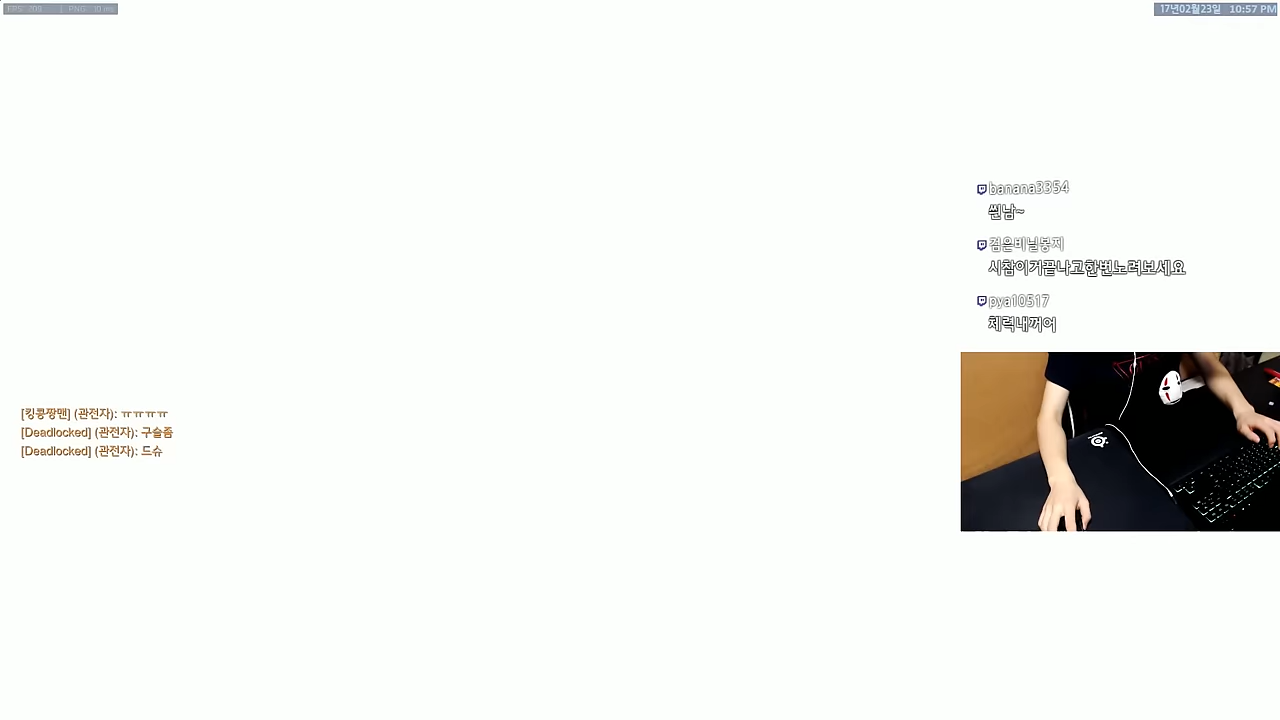 17년02월23일 10:57 PM
banana3354
씐남~
검은비닐봉지
시참이거끝나고한번노려보세요
pya10517
체력내꺼어
[킹콩짱맨] (관전자): ㅠㅠㅠㅠ
[Deadlocked] (관전자): 구슬좀
[Deadlocked] (관전자): 드슈